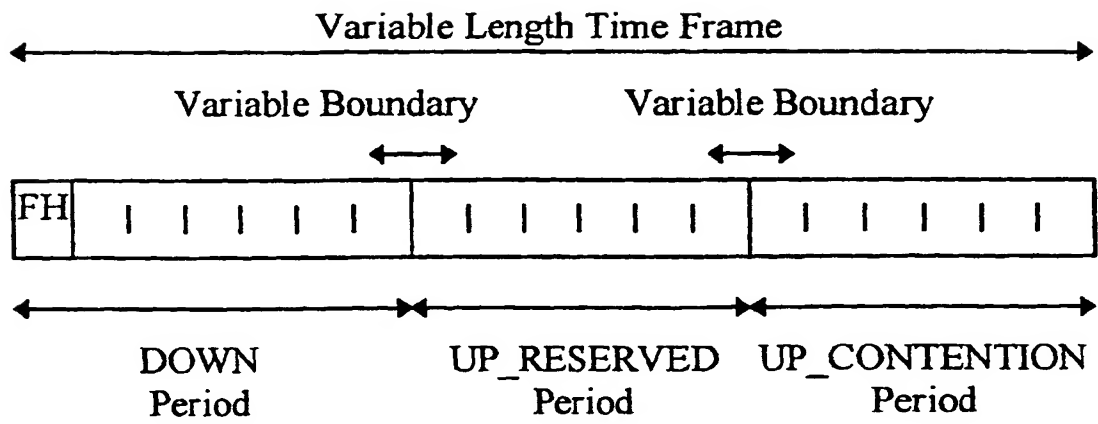 Variable Length Time Frame
Variable Boundary
Variable Boundary
FH
DOWN
Period
UP_RESERVED
Period
UP_CONTENTION
Period